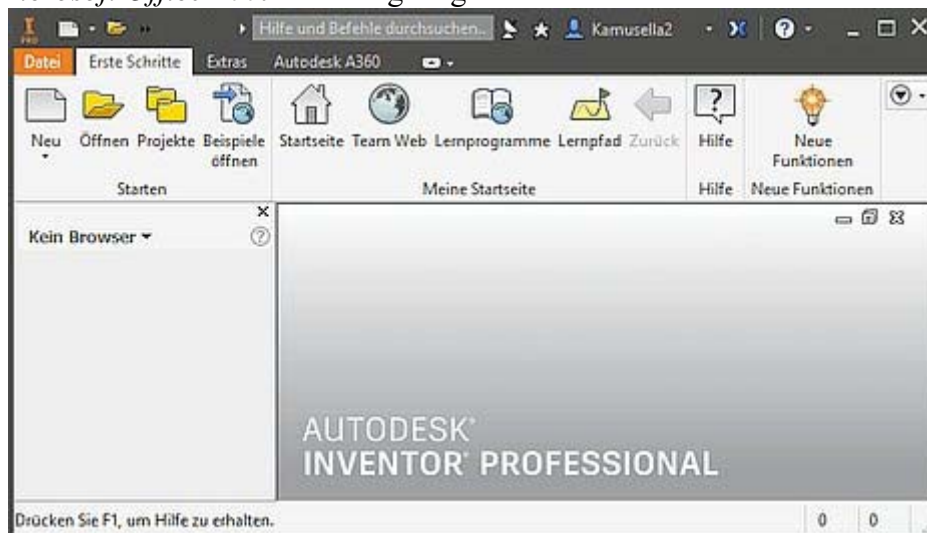 Hilfe und Befehle durchsuchen... Kamusella2
Datei Erste Schritte Extras Autodesk A360
Neu Öffnen Projekte Beispiele öffnen Startseite Team Web Lernprogramme Lernpfad Zurück Hilfe Neue Funktionen
Starten Meine Startseite Hilfe Neue Funktionen
Kein Browser
AUTODESK®
INVENTOR® PROFESSIONAL
Drücken Sie F1, um Hilfe zu erhalten. 0 0